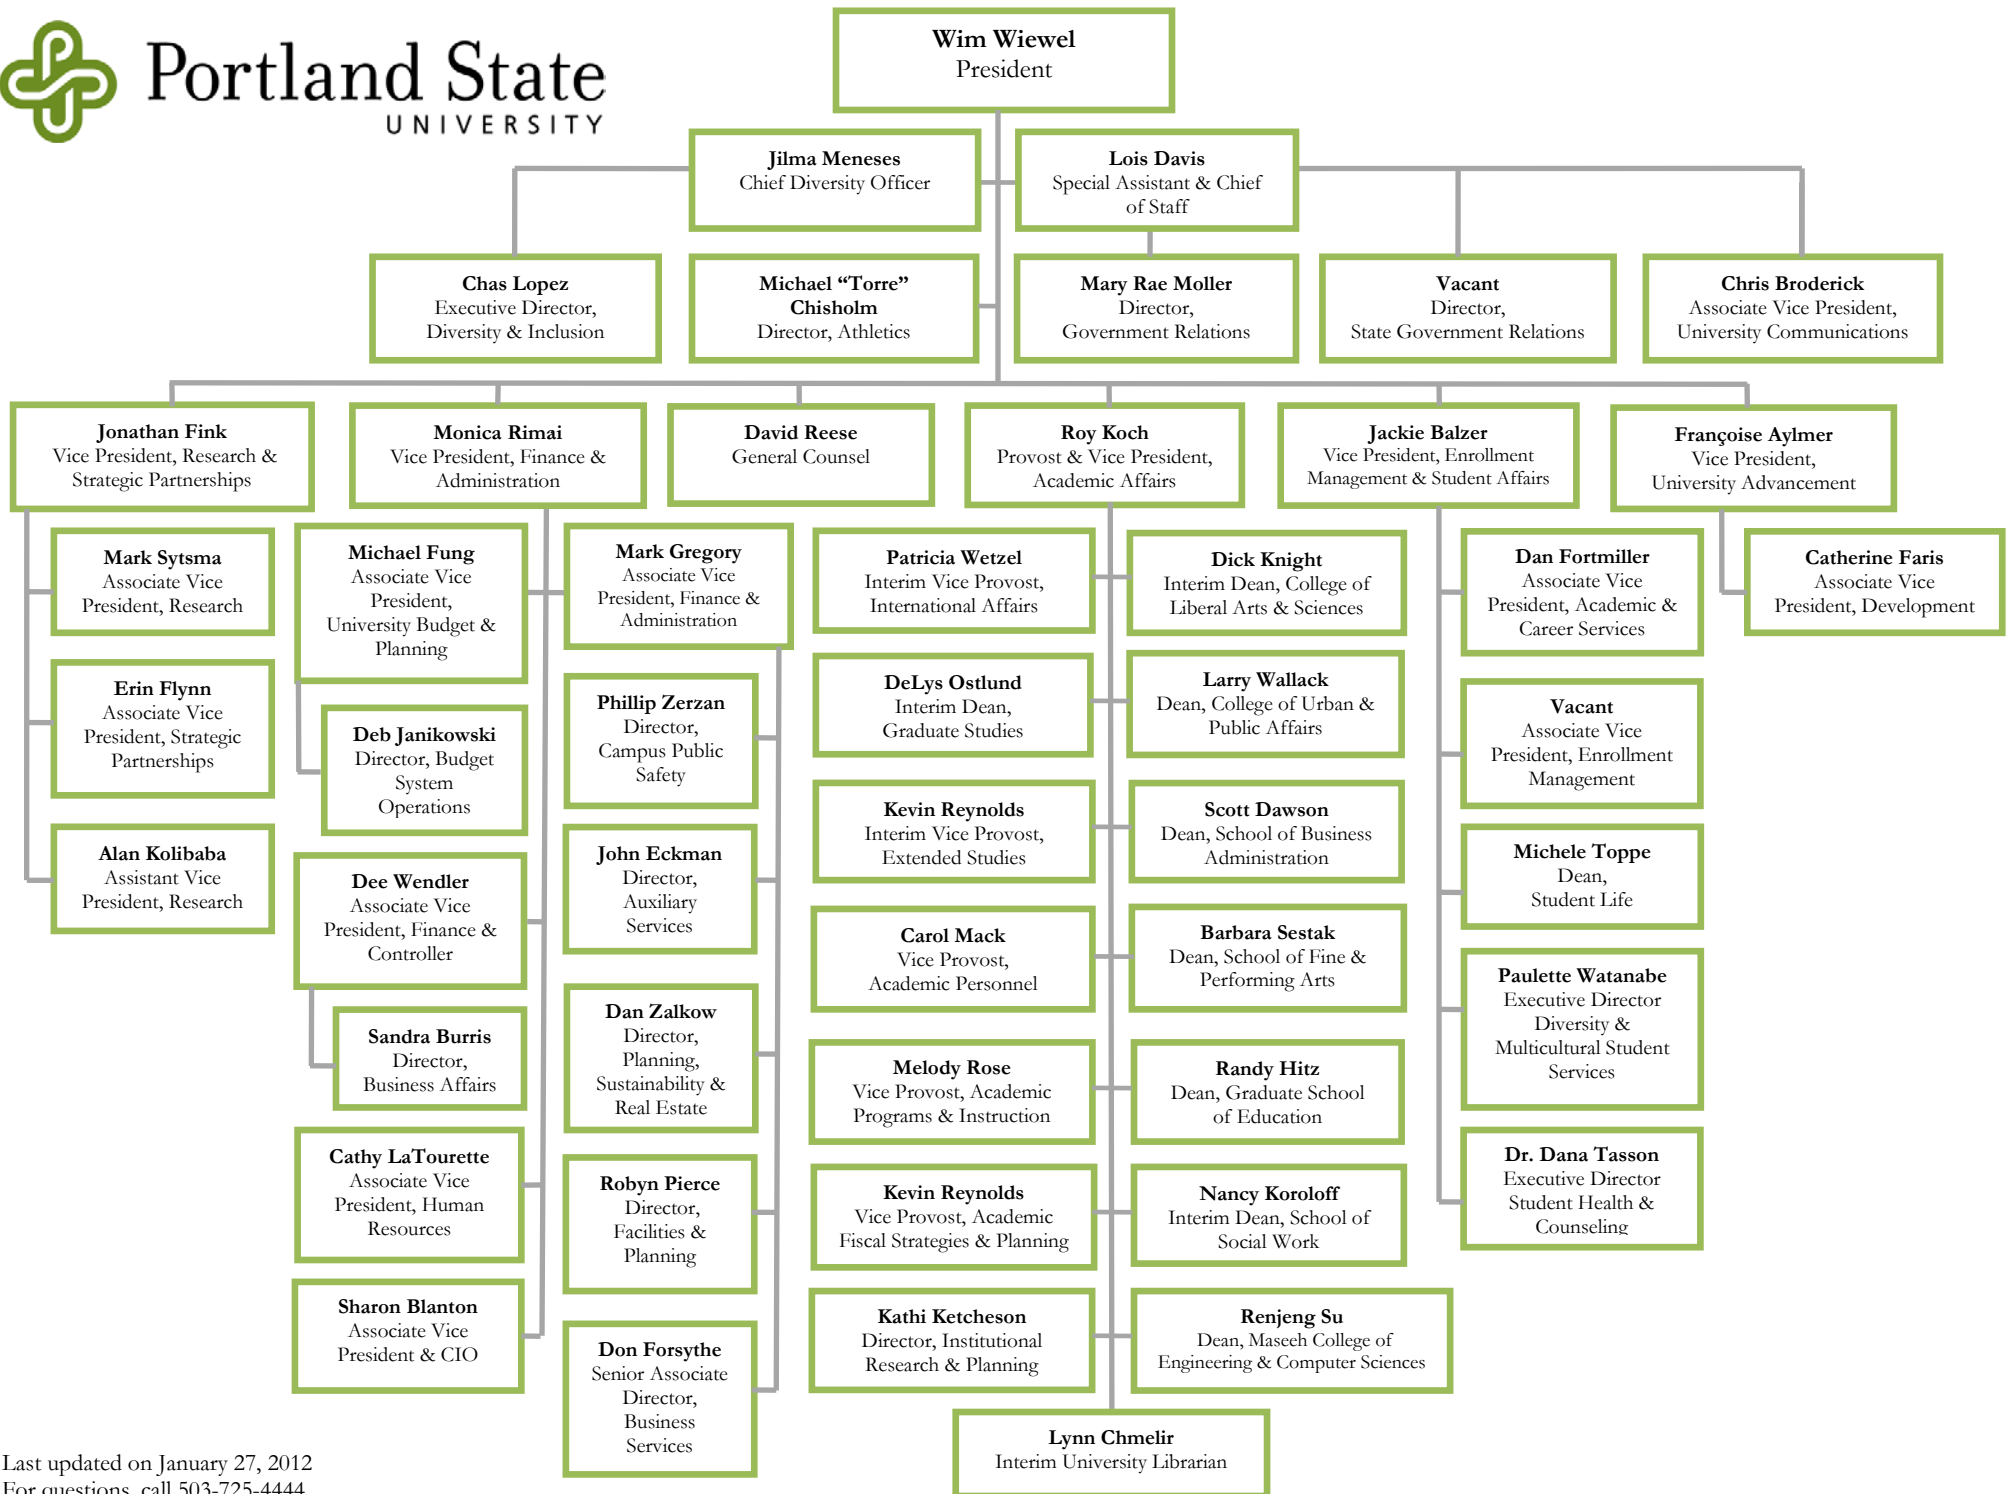 Portland State
UNIVERSITY
Wim Wiewel
President
Jilma Meneses
Chief Diversity Officer
Lois Davis
Special Assistant & Chief
of Staff
Chas Lopez
Executive Director,
Diversity & Inclusion
Michael “Torre”
Chisholm
Director, Athletics
Mary Rae Moller
Director,
Government Relations
Vacant
Director,
State Government Relations
Chris Broderick
Associate Vice President,
University Communications
Jonathan Fink
Vice President, Research &
Strategic Partnerships
Monica Rimai
Vice President, Finance &
Administration
David Reese
General Counsel
Roy Koch
Provost & Vice President,
Academic Affairs
Jackie Balzer
Vice President, Enrollment
Management & Student Affairs
Françoise Aylmer
Vice President,
University Advancement
Mark Sytsma
Associate Vice
President, Research
Erin Flynn
Associate Vice
President, Strategic
Partnerships
Alan Kolibaba
Assistant Vice
President, Research
Michael Fung
Associate Vice
President,
University Budget &
Planning
Deb Janikowski
Director, Budget
System
Operations
Dee Wendler
Associate Vice
President, Finance &
Controller
Sandra Burris
Director,
Business Affairs
Cathy LaTourette
Associate Vice
President, Human
Resources
Sharon Blanton
Associate Vice
President & CIO
Mark Gregory
Associate Vice
President, Finance &
Administration
Phillip Zerzan
Director,
Campus Public
Safety
John Eckman
Director,
Auxiliary
Services
Dan Zalkow
Director,
Planning,
Sustainability &
Real Estate
Robyn Pierce
Director,
Facilities &
Planning
Don Forsythe
Senior Associate
Director,
Business
Services
Patricia Wetzel
Interim Vice Provost,
International Affairs
DeLys Ostlund
Interim Dean,
Graduate Studies
Kevin Reynolds
Interim Vice Provost,
Extended Studies
Carol Mack
Vice Provost,
Academic Personnel
Melody Rose
Vice Provost, Academic
Programs & Instruction
Kevin Reynolds
Vice Provost, Academic
Fiscal Strategies & Planning
Kathi Ketcheson
Director, Institutional
Research & Planning
Dick Knight
Interim Dean, College of
Liberal Arts & Sciences
Larry Wallack
Dean, College of Urban &
Public Affairs
Scott Dawson
Dean, School of Business
Administration
Barbara Sestak
Dean, School of Fine &
Performing Arts
Randy Hitz
Dean, Graduate School
of Education
Nancy Koroloff
Interim Dean, School of
Social Work
Renjeng Su
Dean, Maseeh College of
Engineering & Computer Sciences
Lynn Chmelir
Interim University Librarian
Dan Fortmiller
Associate Vice
President, Academic &
Career Services
Vacant
Associate Vice
President, Enrollment
Management
Michele Toppe
Dean,
Student Life
Paulette Watanabe
Executive Director
Diversity &
Multicultural Student
Services
Dr. Dana Tasson
Executive Director
Student Health &
Counseling
Catherine Faris
Associate Vice
President, Development
Last updated on January 27, 2012
For questions, call 503-725-4444